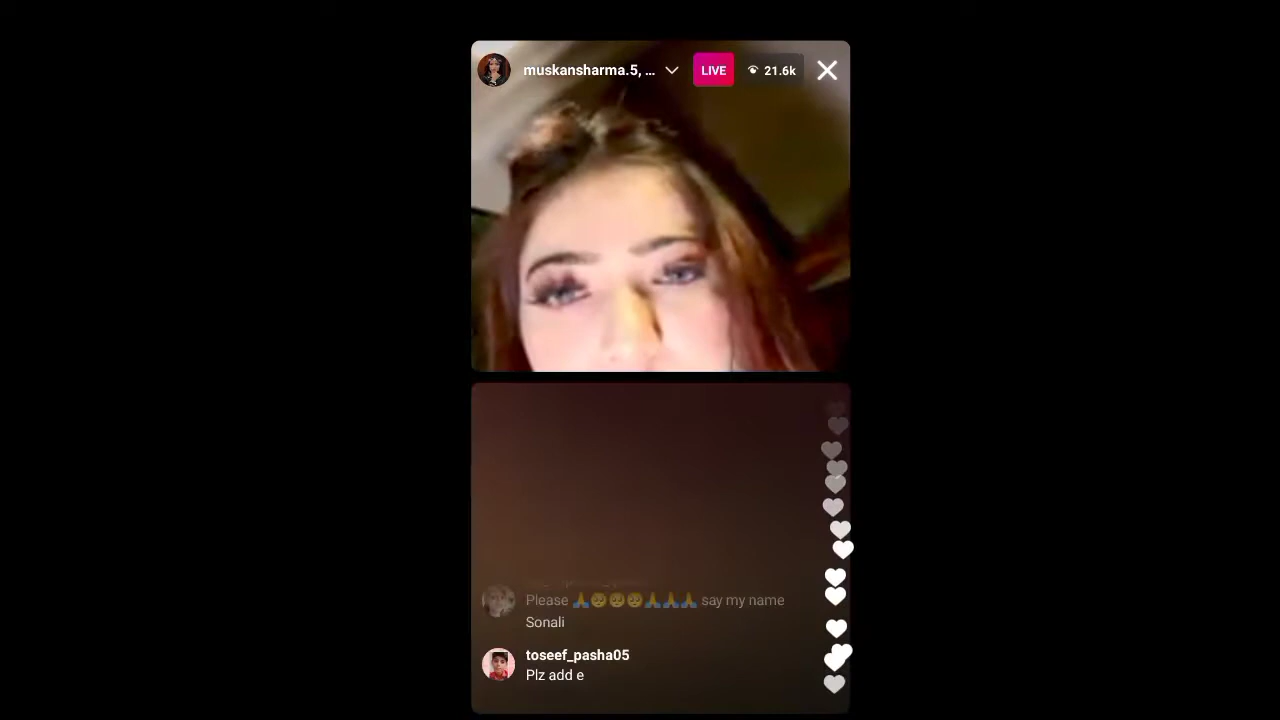 muskansharma.5, ...
LIVE
21.6k
Please 🙏🥺🥺🥺🙏🙏🙏 say my name
Sonali
toseef_pasha05
Plz add e